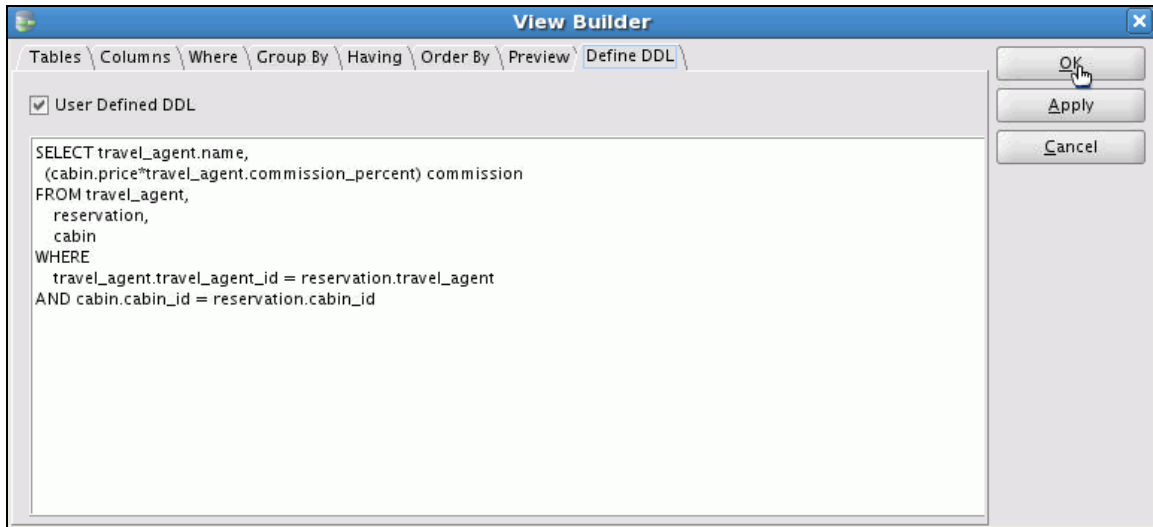 View Builder
Tables Columns Where Group By Having Order By Preview Define DDL
OK
User Defined DDL
Apply
Cancel
SELECT travel_agent.name,
(cabin.price*travel_agent.commission_percent) commission
FROM travel_agent,
reservation,
cabin
WHERE
travel_agent.travel_agent_id = reservation.travel_agent
AND cabin.cabin_id = reservation.cabin_id